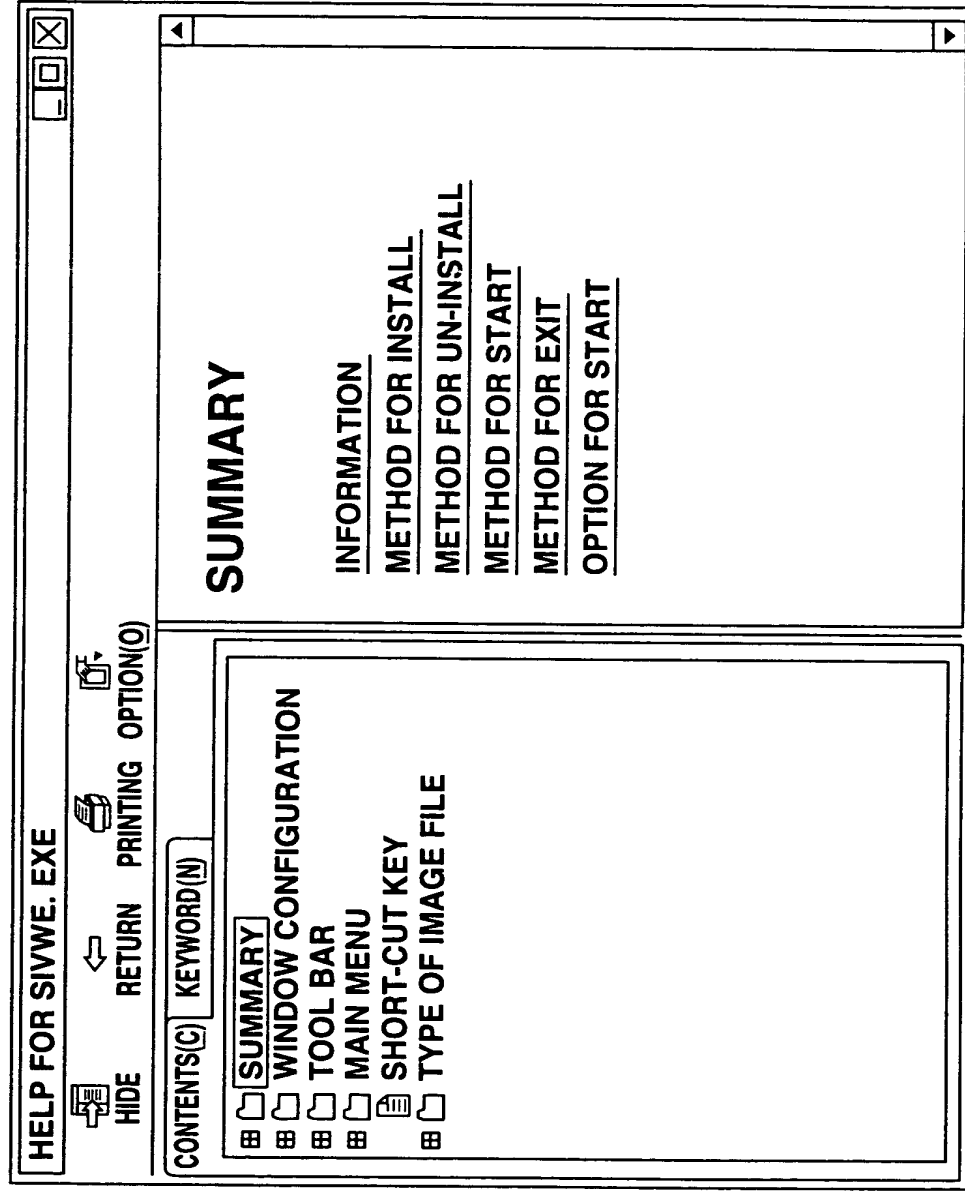 HELP FOR SIVWE. EXE
HIDE RETURN PRINTING OPTION(O)
CONTENTS(C) KEYWORD(N)
SUMMARY
WINDOW CONFIGURATION
TOOL BAR
MAIN MENU
SHORT-CUT KEY
TYPE OF IMAGE FILE
SUMMARY
INFORMATION
METHOD FOR INSTALL
METHOD FOR UN-INSTALL
METHOD FOR START
METHOD FOR EXIT
OPTION FOR START